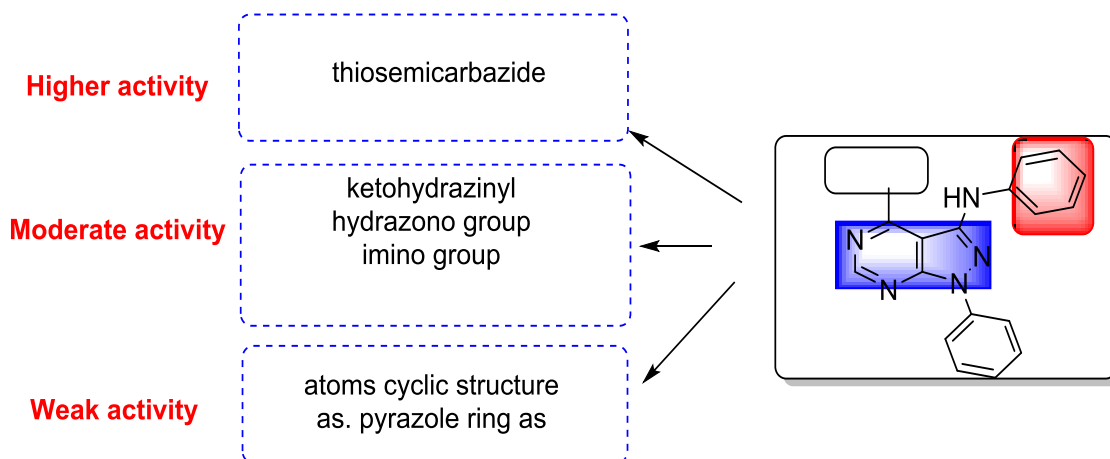 Higher activity
thiosemicarbazide
Moderate activity
ketohydrazinyl
hydrazono group
imino group
Weak activity
atoms cyclic structure
as. pyrazole ring as
HN
N
N
N
N